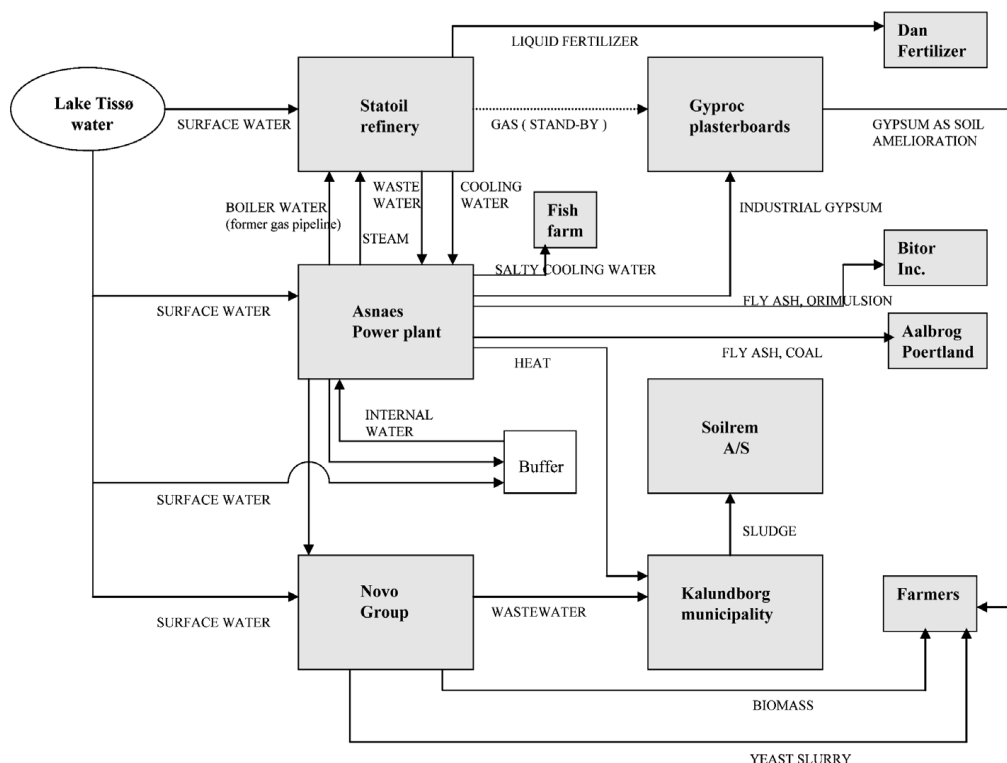 LIQUID FERTILIZER
Dan
Fertilizer
Lake Tissø
water
SURFACE WATER
Statoil
refinery
GAS ( STAND-BY )
Gyproc
plasterboards
GYPSUM AS SOIL
AMELIORATION
BOILER WATER
(former gas pipeline)
STEAM
WASTE
WATER
COOLING
WATER
Fish
farm
INDUSTRIAL GYPSUM
SALTY COOLING WATER
Bitor
Inc.
SURFACE WATER
Asnaes
Power plant
FLY ASH, ORIMULSION
Aalbrog
Poertland
HEAT
FLY ASH, COAL
INTERNAL
WATER
Buffer
Soilrem
A/S
SURFACE WATER
SLUDGE
SURFACE WATER
Novo
Group
WASTEWATER
Kalundborg
municipality
Farmers
BIOMASS
YEAST SLURRY